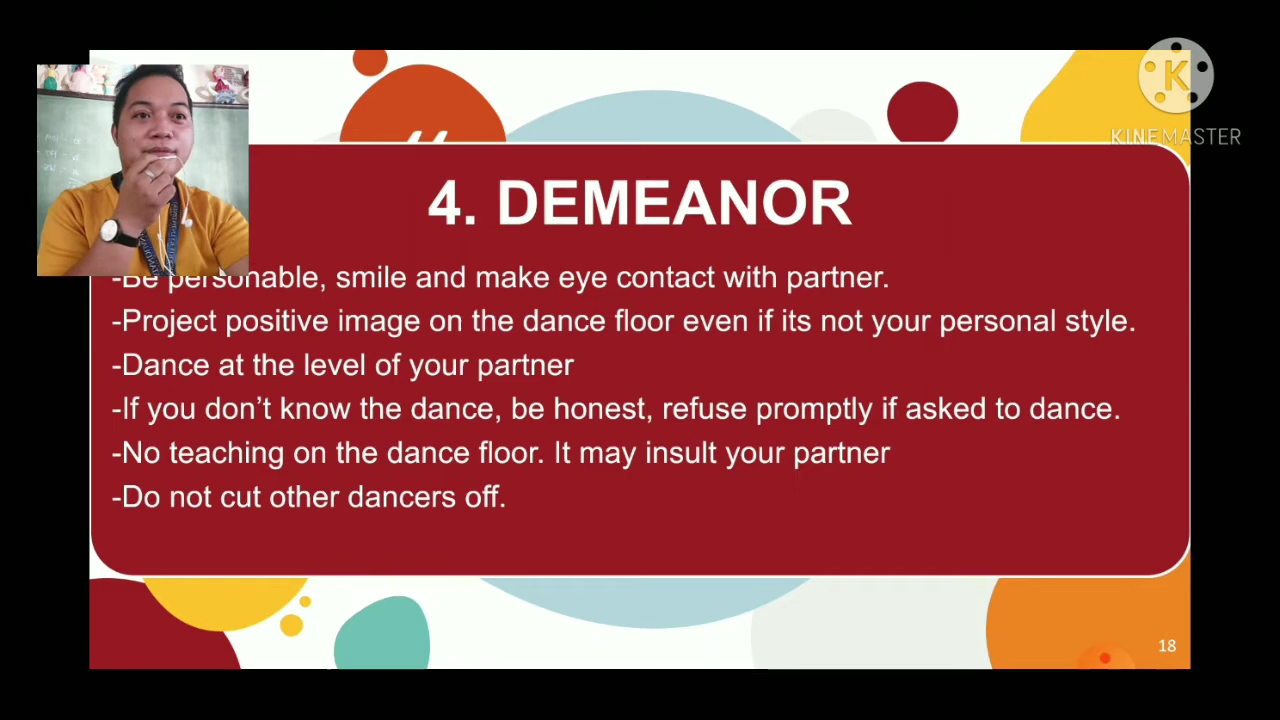 KINEMASTER
4. DEMEANOR
-Be personable, smile and make eye contact with partner.
-Project positive image on the dance floor even if its not your personal style.
-Dance at the level of your partner
-If you don’t know the dance, be honest, refuse promptly if asked to dance.
-No teaching on the dance floor. It may insult your partner
-Do not cut other dancers off.
18